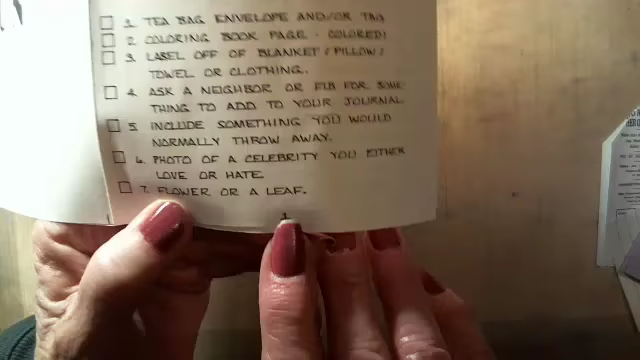 1. TEA BAG ENVELOPE AND/OR TAG
2. COLORING BOOK PAGE - COLORED!
3. LABEL OFF OF BLANKET / PILLOW /
TOWEL OR CLOTHING.
4. ASK A NEIGHBOR OR FIB FOR SOME
THING TO ADD TO YOUR JOURNAL
5. INCLUDE SOMETHING YOU WOULD
NORMALLY THROW AWAY.
6. PHOTO OF A CELEBRITY YOU EITHER
LOVE OR HATE.
7. FLOWER OR A LEAF.
1